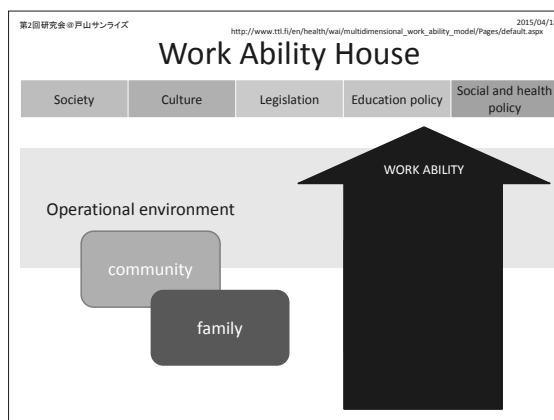 第2回研究会@戸山サンライズ
2015/04/18
http://www.ttl.fi/en/health/wai/multidimensional_work_ability_model/Pages/default.aspx
Work Ability House
Society
Culture
Legislation
Education policy
Social and health
policy
WORK ABILITY
Operational environment
community
family